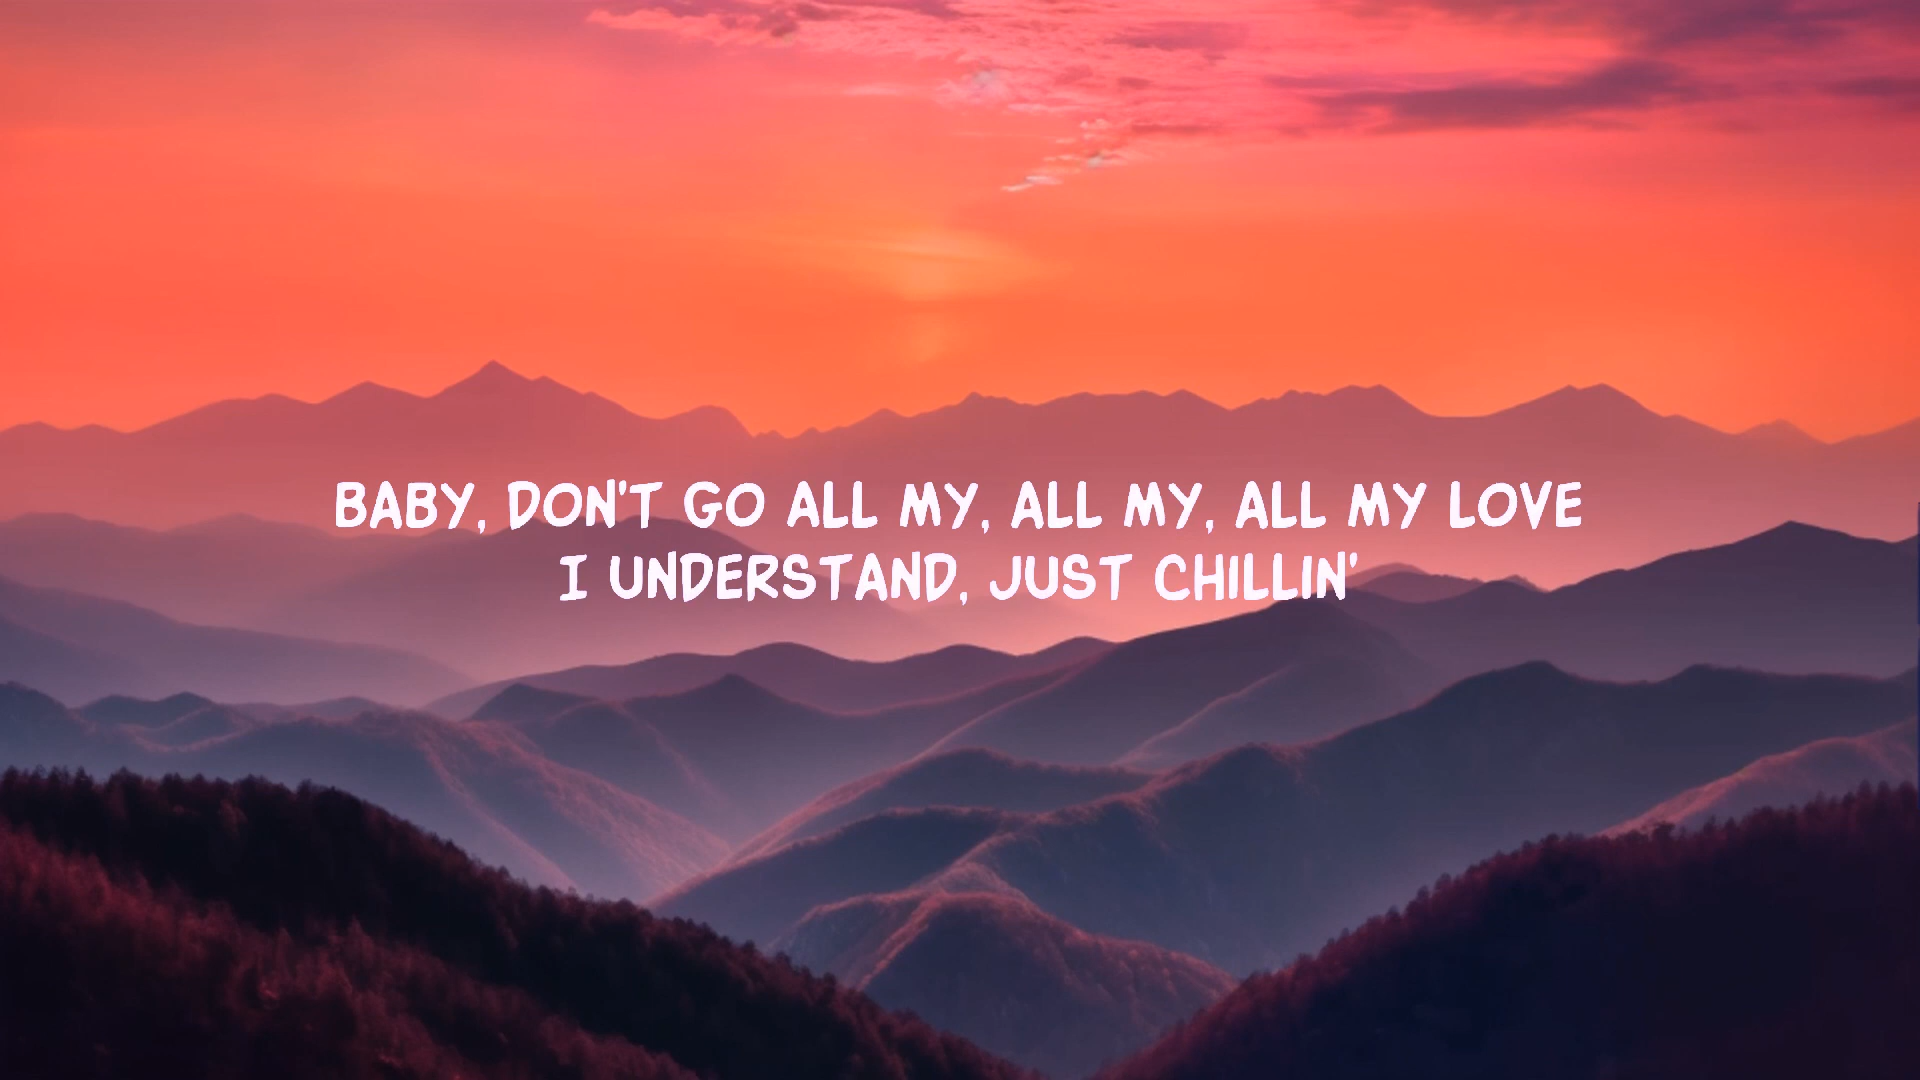 BABY, DON'T GO ALL MY, ALL MY, ALL MY LOVE
I UNDERSTAND, JUST CHILLIN'